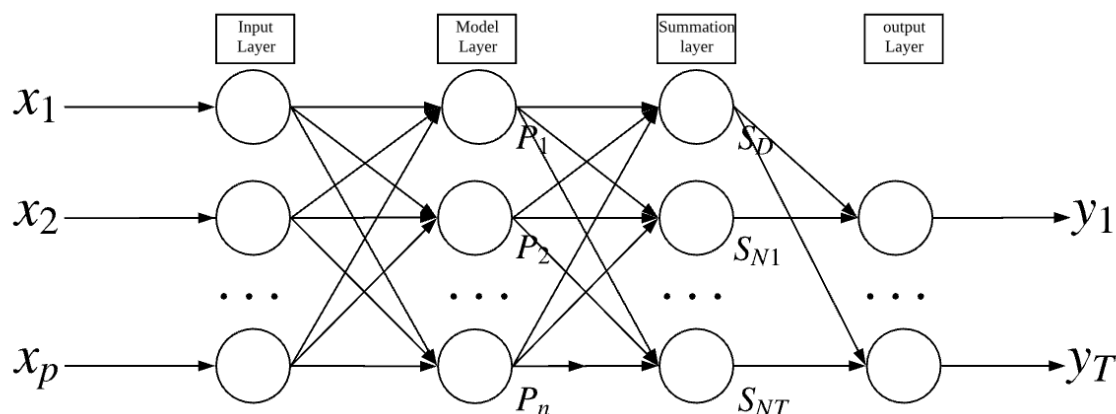 Input
Layer
Model
Layer
Summation
layer
output
Layer
x1
P1
SD
x2
P2
SN1
y1
. . .
. . .
. . .
. . .
xp
Pn
SNT
yT